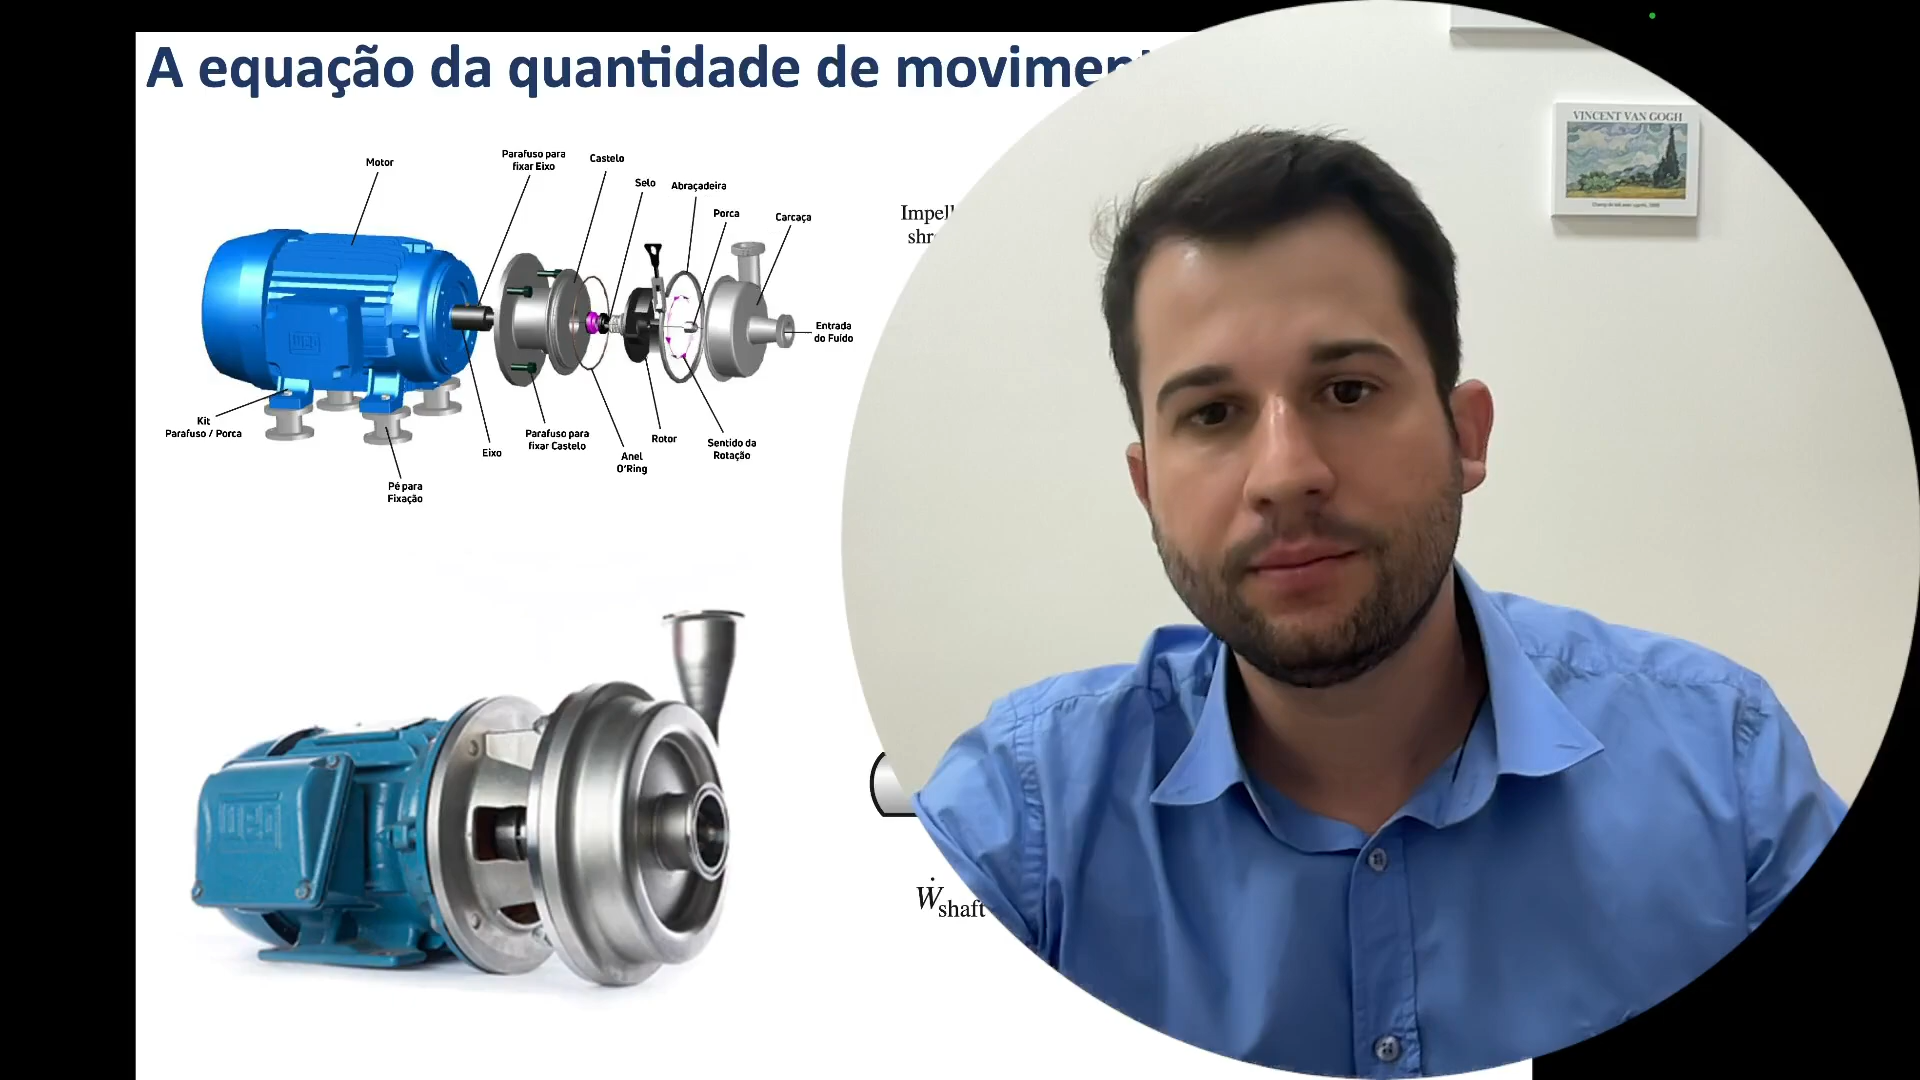 A equação da quantidade de movimen
Motor
Parafuso para
fixar Eixo
Castelo
Selo
Abraçadeira
Porca
Carcaça
Entrada
do Fuído
Kit
Parafuso / Porca
Pé para
Fixação
Eixo
Parafuso para
fixar Castelo
Anel
O'Ring
Rotor
Sentido da
Rotação
Impell
shr
Ẇshaft
VINCENT VAN GOGH